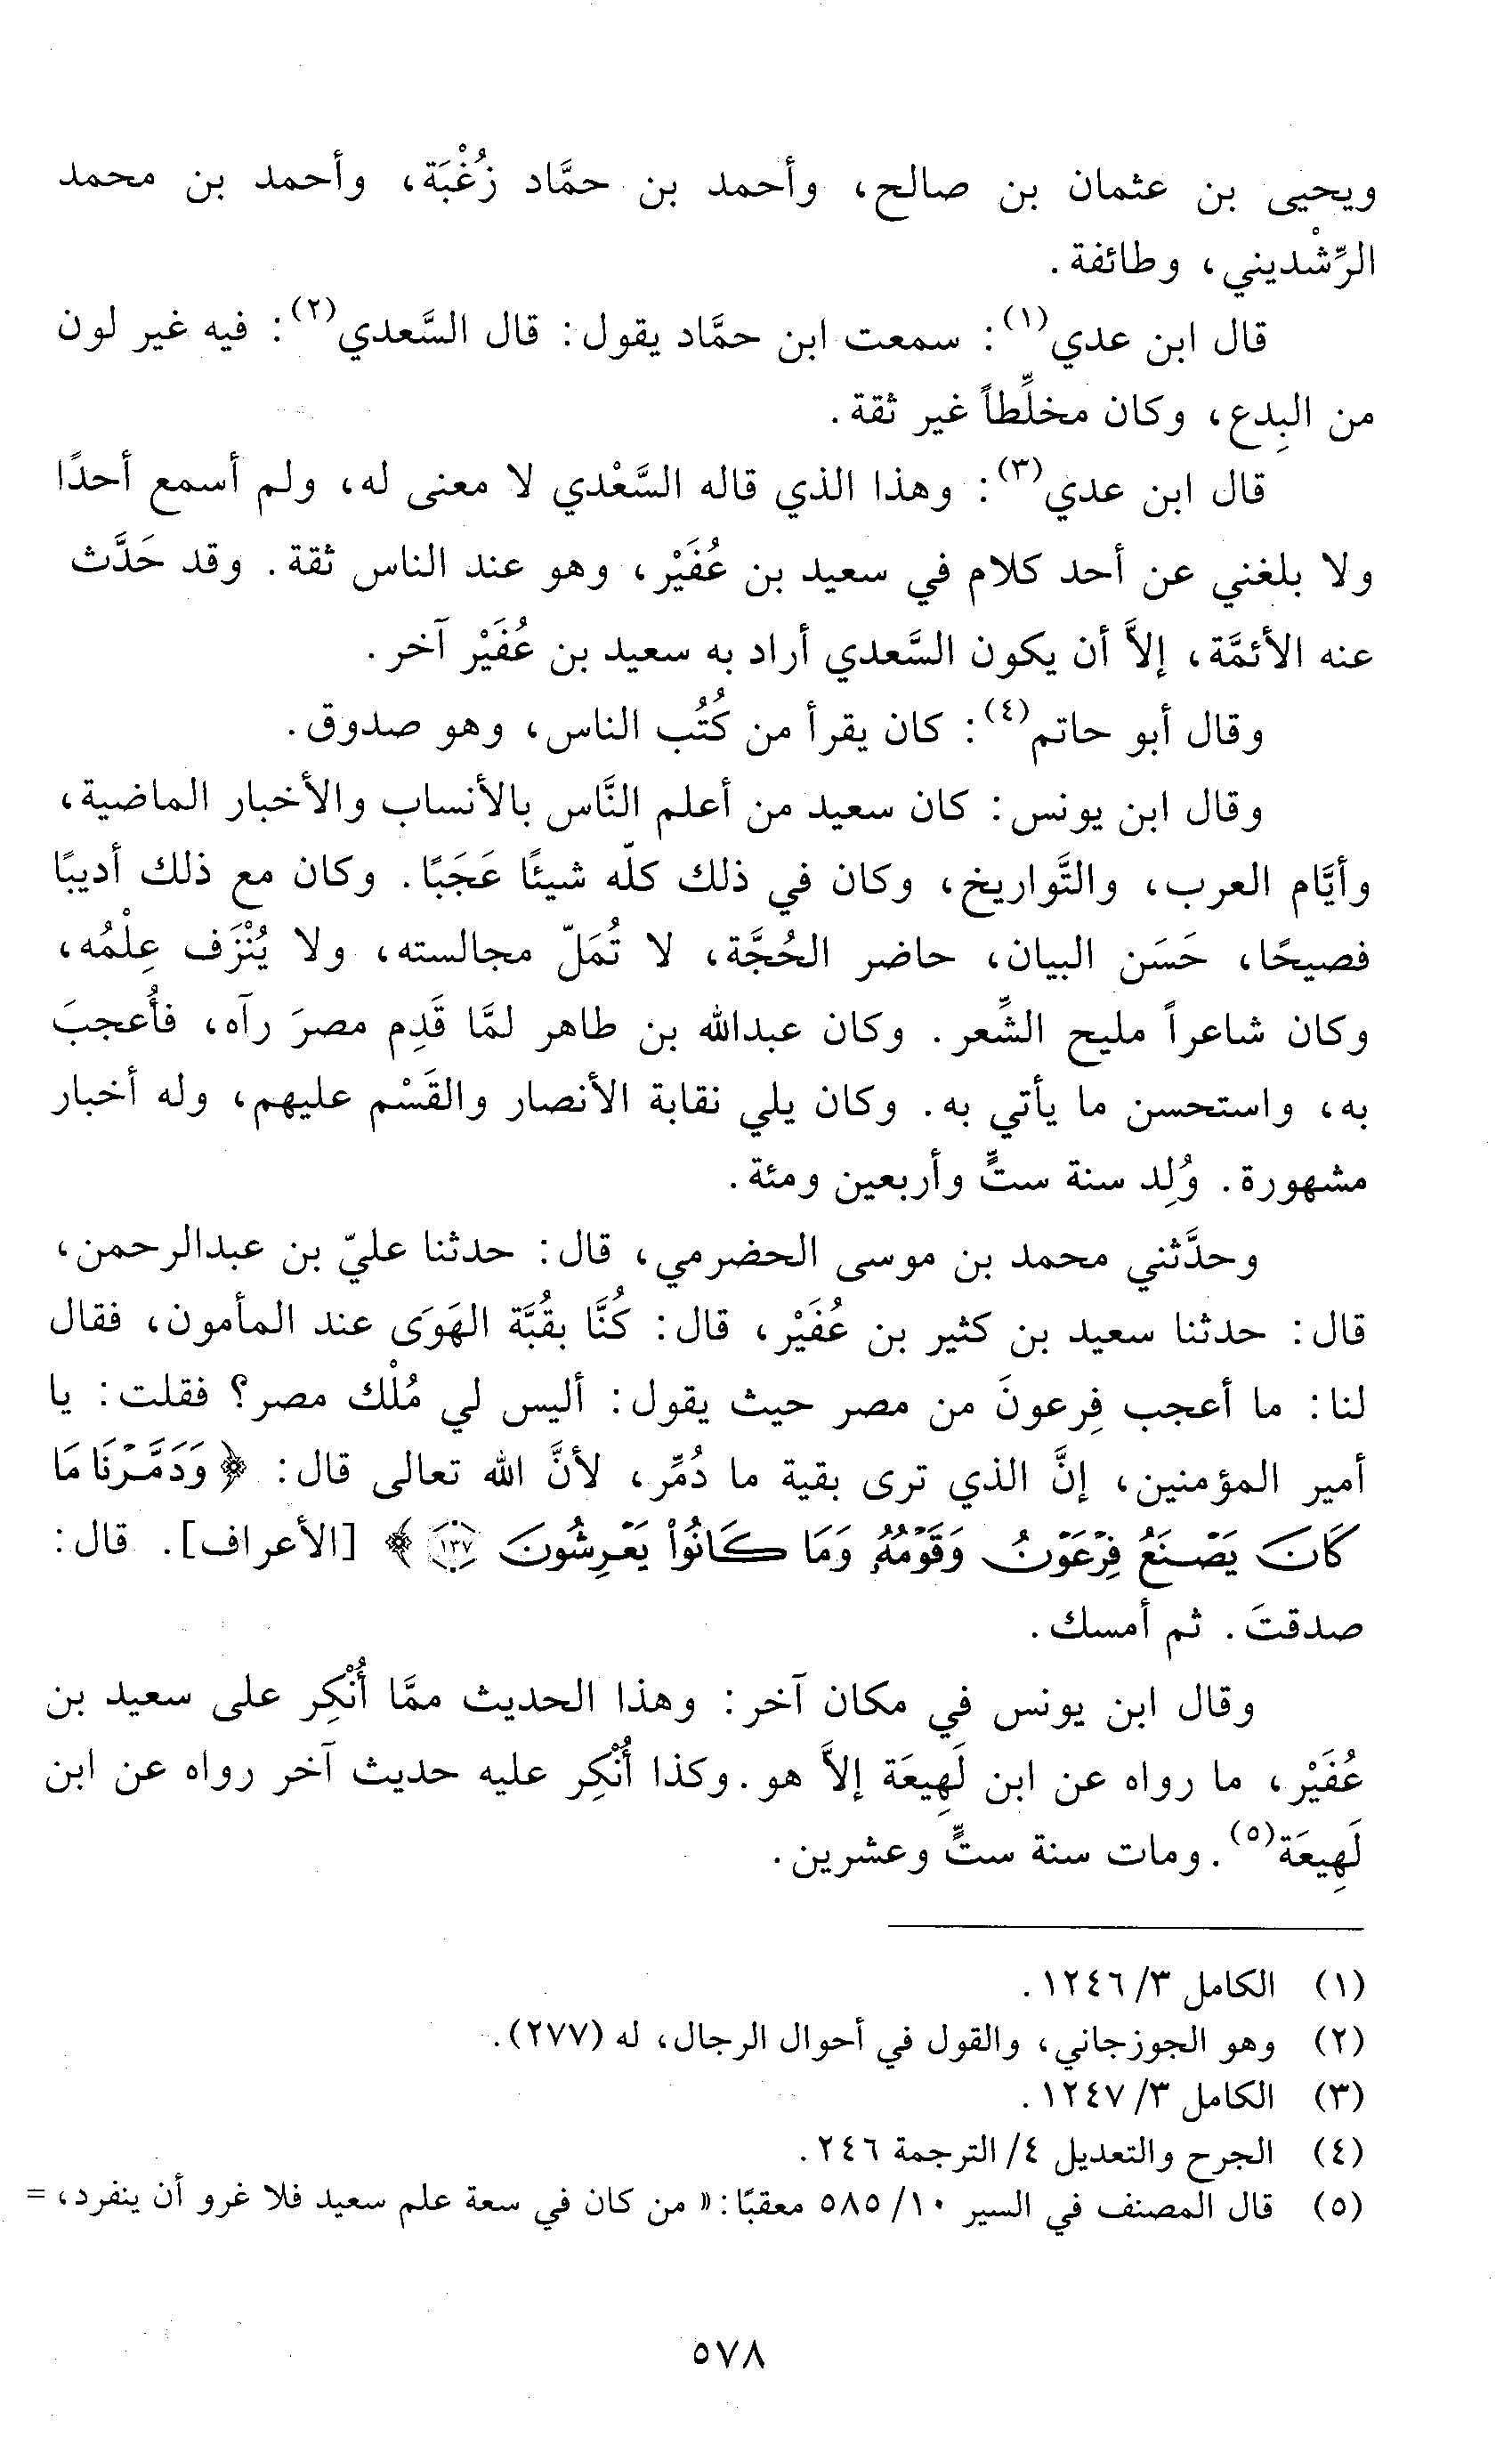 ويحيى بن عثمان بن صالح، وأحمد بن حمَّاد زُغْبَة، وأحمد بن محمد
الرِّشْديني، وطائفة.
قال ابن عدي(١): سمعت ابن حمَّاد يقول: قال السَّعدي(٢): فيه غير لون
من البِدع، وكان مخلِّطاً غير ثقة.
قال ابن عدي(٣): وهذا الذي قاله السَّعْدي لا معنى له، ولم أسمع أحدًا
ولا بلغني عن أحد كلام في سعيد بن عُفَيْر، وهو عند الناس ثقة. وقد حَدَّث
عنه الأئمَّة، إلاَّ أن يكون السَّعدي أراد به سعيد بن عُفَيْر آخر.
وقال أبو حاتم(٤): كان يقرأ من كُتُب الناس، وهو صدوق.
وقال ابن يونس: كان سعيد من أعلم النَّاس بالأنساب والأخبار الماضية،
وأيَّام العرب، والتَّواريخ، وكان في ذلك كلّه شيئًا عَجَبًا. وكان مع ذلك أديبًا
فصيحًا، حَسَن البيان، حاضر الحُجَّة، لا تُمَلّ مجالسته، ولا يُنْزَف عِلْمُه،
وكان شاعراً مليح الشِّعر. وكان عبدالله بن طاهر لمَّا قَدِم مصرَ رآه، فأُعجبَ
به، واستحسن ما يأتي به. وكان يلي نقابة الأنصار والقَسْم عليهم، وله أخبار
مشهورة. وُلِد سنة ستٍّ وأربعين ومئة.
وحدَّثني محمد بن موسى الحضرمي، قال: حدثنا عليّ بن عبدالرحمن،
قال: حدثنا سعيد بن كثير بن عُفَيْر، قال: كُنَّا بقُبَّة الهَوَى عند المأمون، فقال
لنا: ما أعجب فِرعونَ من مصر حيث يقول: أليس لي مُلْك مصر؟ فقلت: يا
أمير المؤمنين، إنَّ الذي ترى بقية ما دُمِّر، لأنَّ الله تعالى قال: ﴿وَدَمَّرْنَا مَا
كَانَ يَصْنَعُ فِرْعَوْنُ وَقَوْمُهُ وَمَا كَانُواْ يَعْرِشُونَ ١٣٧﴾ [الأعراف]. قال:
صدقتَ. ثم أمسك.
وقال ابن يونس في مكان آخر: وهذا الحديث ممَّا أُنْكِر على سعيد بن
عُفَيْر، ما رواه عن ابن لَهِيعَة إلاَّ هو. وكذا أُنْكِر عليه حديث آخر رواه عن ابن
لَهِيعَة(٥). ومات سنة ستٍّ وعشرين.
(١) الكامل ٣/ ١٢٤٦.
(٢) وهو الجوزجاني، والقول في أحوال الرجال، له (٢٧٧).
(٣) الكامل ٣/ ١٢٤٧.
(٤) الجرح والتعديل ٤/ الترجمة ٢٤٦.
(٥) قال المصنف في السير ١٠/ ٥٨٥ معقبًا: «من كان في سعة علم سعيد فلا غرو أن ينفرد، =
٥٧٨